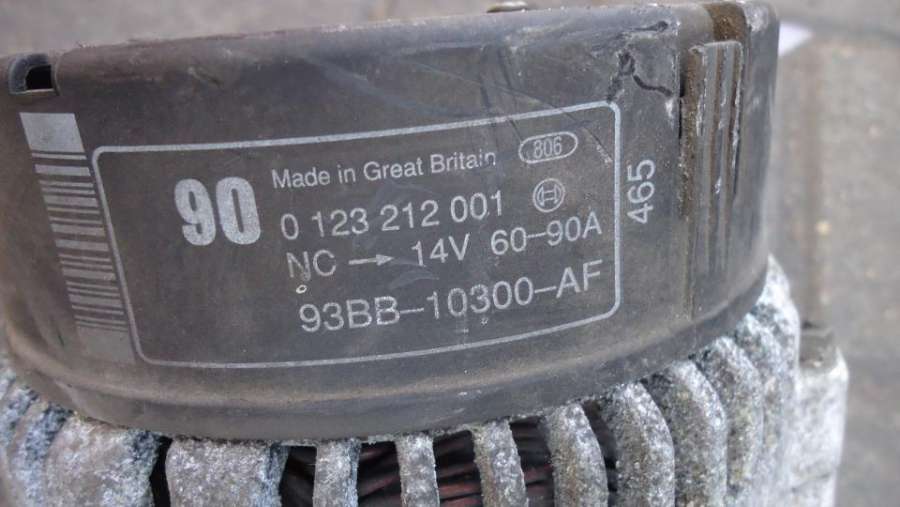 90
Made in Great Britain 806
0 123 212 001
NC → 14V 60-90A
93BB-10300-AF
465